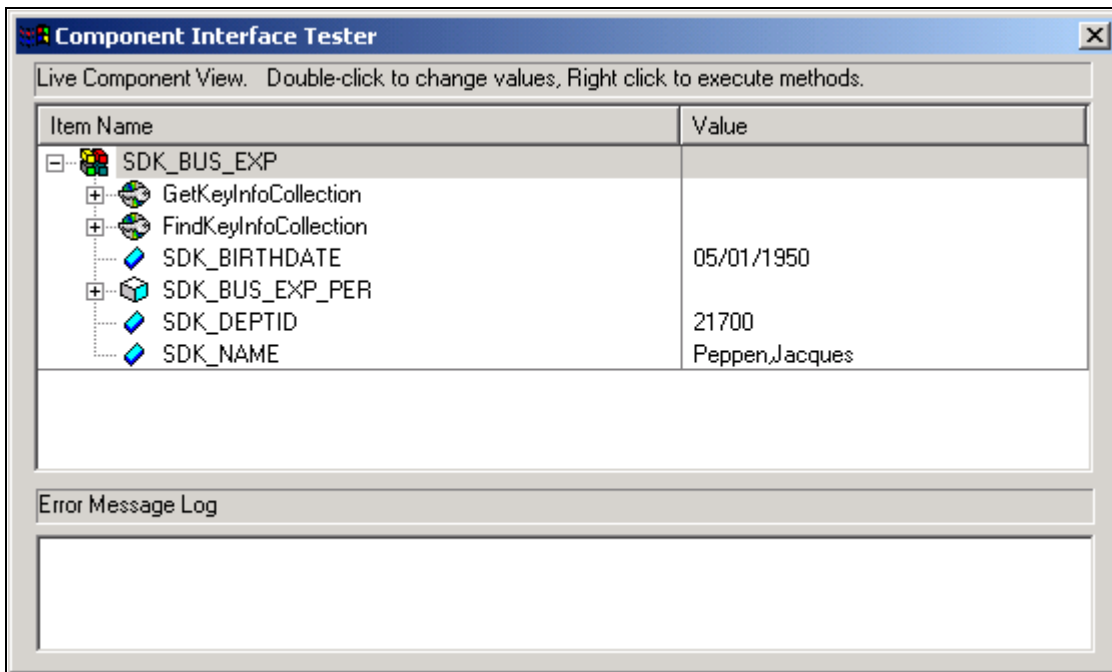 Component Interface Tester
Live Component View. Double-click to change values, Right click to execute methods.
Item Name Value
SDK_BUS_EXP
GetKeyInfoCollection
FindKeyInfoCollection
SDK_BIRTHDATE 05/01/1950
SDK_BUS_EXP_PER
SDK_DEPTID 21700
SDK_NAME Peppen,Jacques
Error Message Log